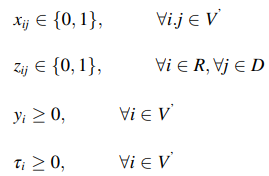 x_{ij} ∈ {0,1}, ∀i.j ∈ V'
z_{ij} ∈ {0,1}, ∀i ∈ R, ∀j ∈ D
y_i ≥ 0, ∀i ∈ V'
τ_i ≥ 0, ∀i ∈ V'